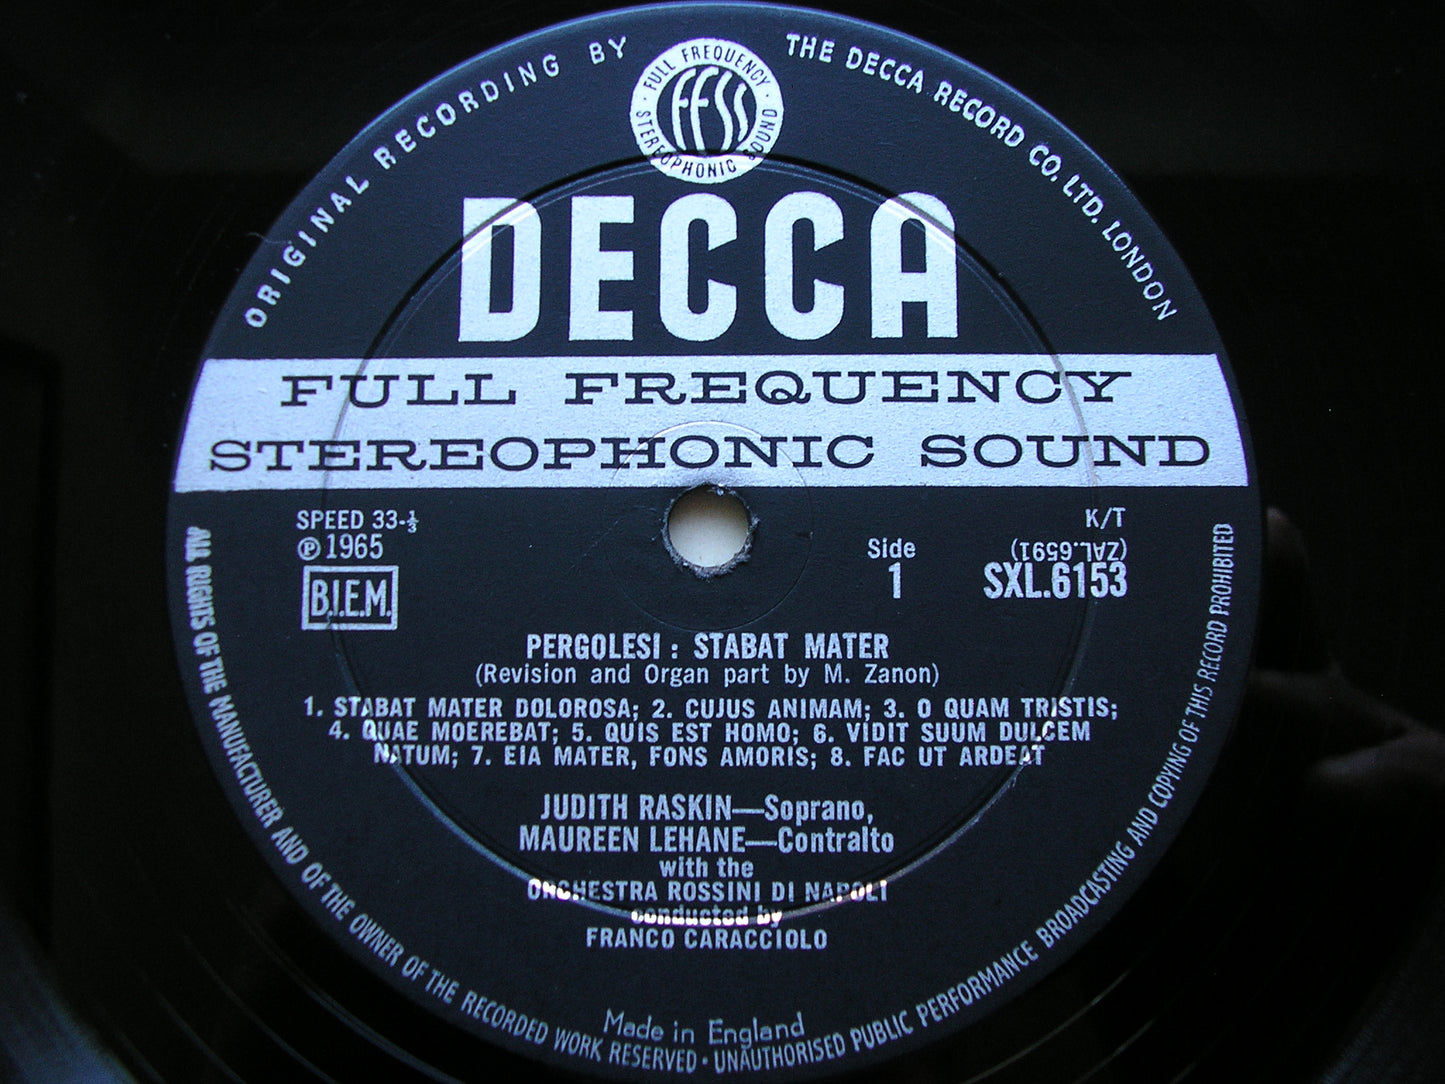 ORIGINAL RECORDING BY
THE DECCA RECORD CO. LTD. LONDON
FULL FREQUENCY
STEREOPHONIC SOUND
FFSS
DECCA
FULL FREQUENCY
STEREOPHONIC SOUND
SPEED 33-⅓
℗ 1965
B.I.E.M.
Side
1
K/T
(ZAL.6591)
SXL.6153
PERGOLESI : STABAT MATER
(Revision and Organ part by M. Zanon)
1. STABAT MATER DOLOROSA; 2. CUJUS ANIMAM; 3. O QUAM TRISTIS;
4. QUAE MOEREBAT; 5. QUIS EST HOMO; 6. VIDIT SUUM DULCEM
NATUM; 7. EIA MATER, FONS AMORIS; 8. FAC UT ARDEAT
JUDITH RASKIN—Soprano,
MAUREEN LEHANE—Contralto
with the
ORCHESTRA ROSSINI DI NAPOLI
conducted by
FRANCO CARACCIOLO
Made in England
ALL RIGHTS OF THE MANUFACTURER AND OF THE OWNER OF THE RECORDED WORK RESERVED · UNAUTHORISED PUBLIC PERFORMANCE BROADCASTING AND COPYING OF THIS RECORD PROHIBITED